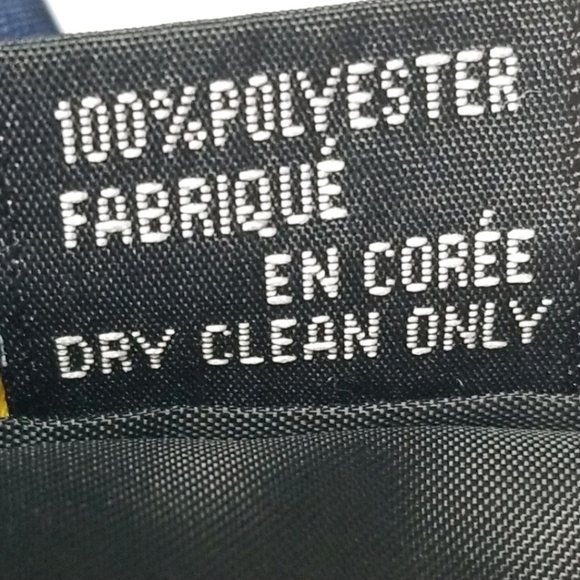 100%POLYESTER
FABRIQUÉ
EN CORÉE
DRY CLEAN ONLY